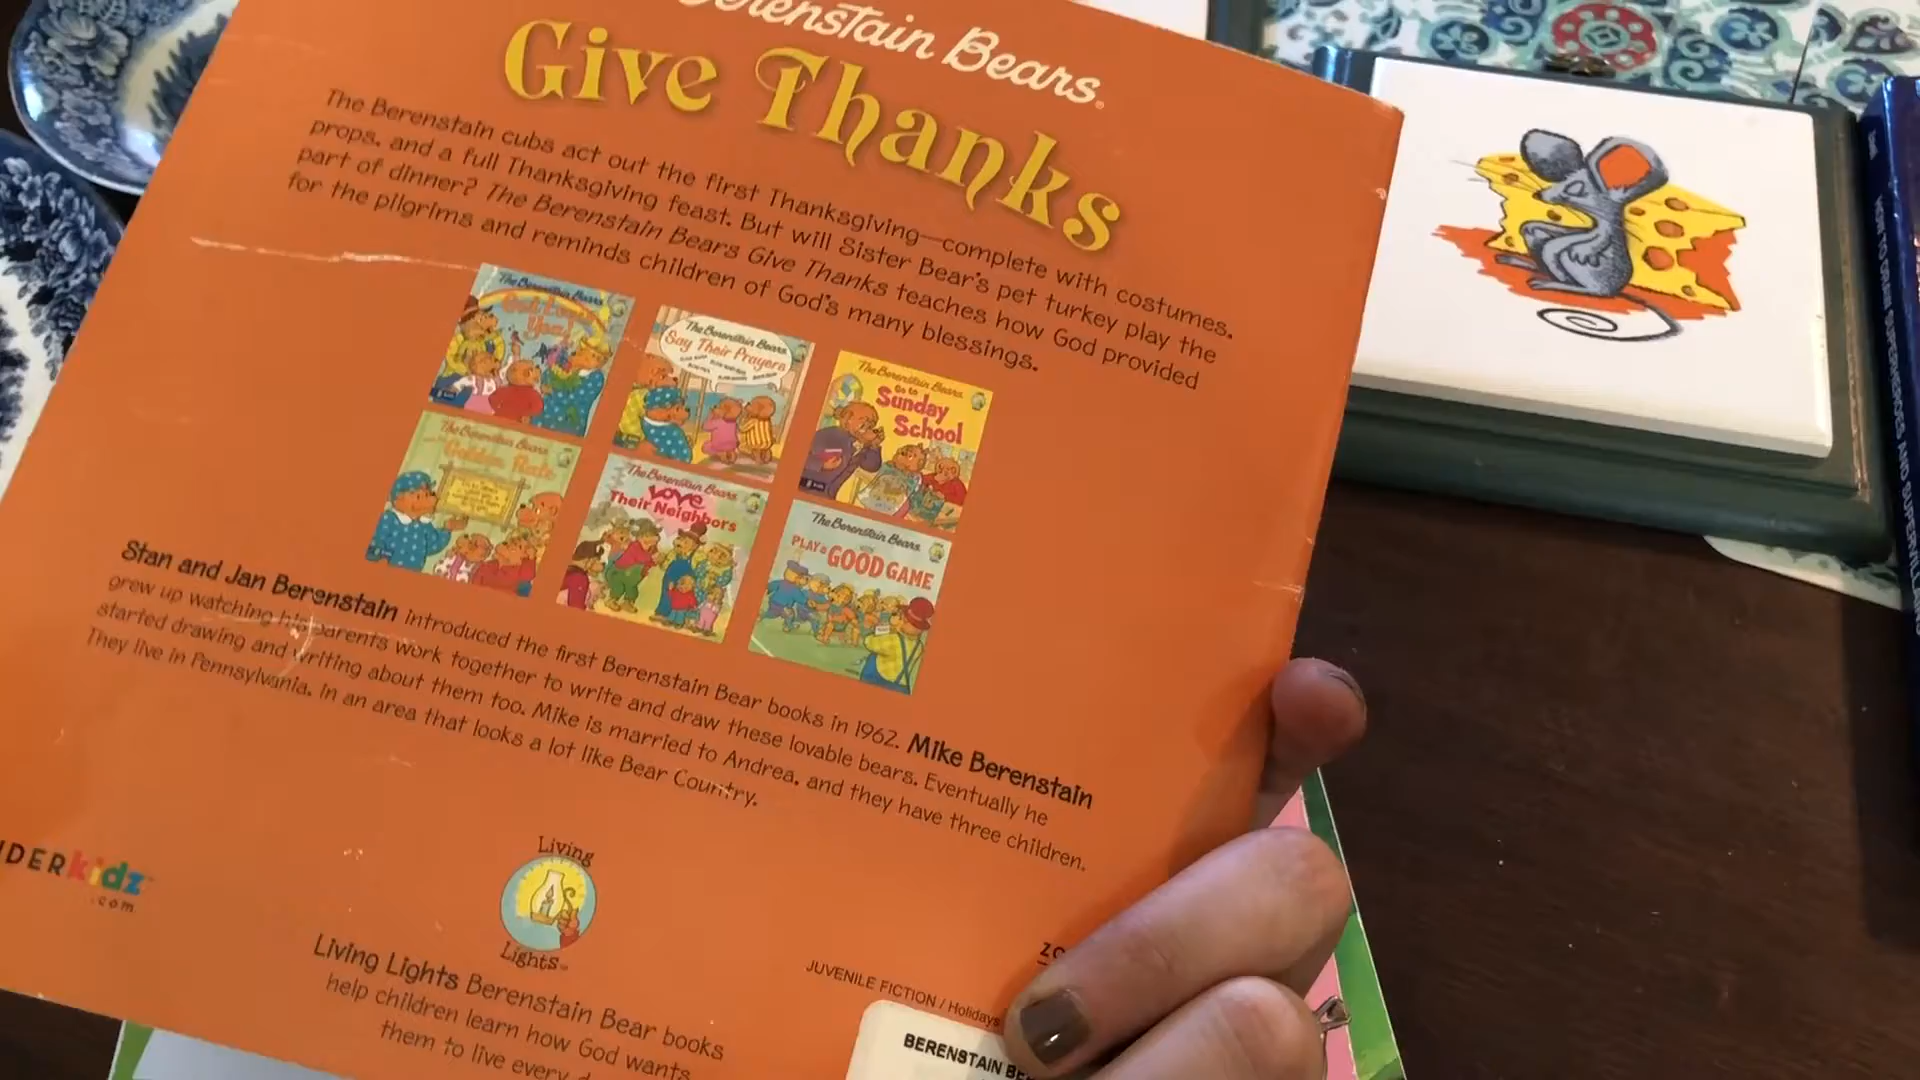 Berenstain Bears
Give Thanks
The Berenstain cubs act out the first Thanksgiving—complete with costumes,
props, and a full Thanksgiving feast. But will Sister Bear's pet turkey play the
part of dinner? The Berenstain Bears Give Thanks teaches how God provided
for the pilgrims and reminds children of God's many blessings.
The Berenstain Bears
The Berenstain Bears
Say Their Prayers
The Berenstain Bears
Go to
Sunday
School
The Berenstain Bears
Golden Rule
The Berenstain Bears
Love
Their Neighbors
The Berenstain Bears
PLAY a GOOD GAME
Stan and Jan Berenstain introduced the first Berenstain Bear books in 1962. Mike Berenstain
grew up watching his parents work together to write and draw these lovable bears. Eventually he
started drawing and writing about them too. Mike is married to Andrea, and they have three children.
They live in Pennsylvania, in an area that looks a lot like Bear Country.
DERkidz
.com
Living
Lights™
Living Lights Berenstain Bear books
help children learn how God wants
them to live every
JUVENILE FICTION / Holidays
BERENSTAIN BE
HOW TO DRAW SUPERHEROES AND SUPERVILLAINS